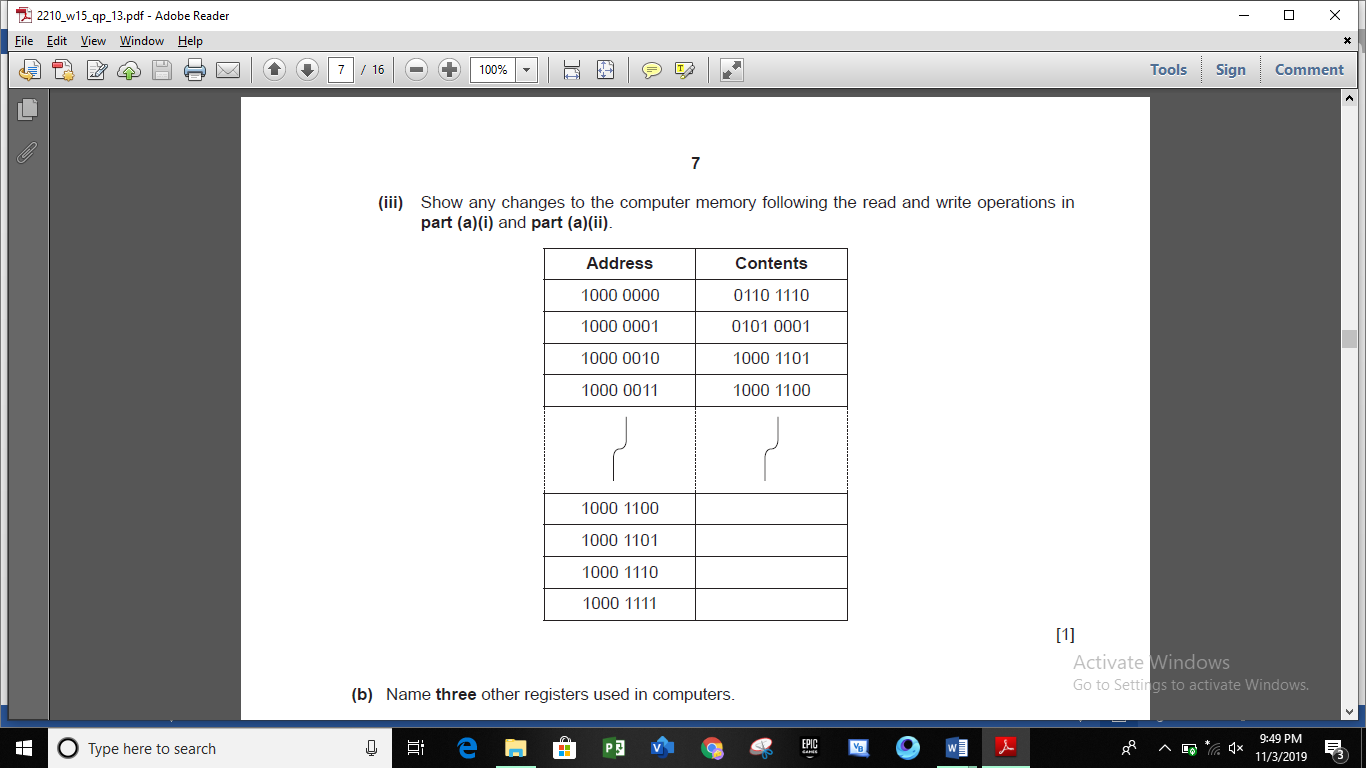 2210_w15_qp_13.pdf - Adobe Reader
File Edit View Window Help
7 / 16 100% Tools Sign Comment
7
(iii) Show any changes to the computer memory following the read and write operations in
part (a)(i) and part (a)(ii).
Address Contents
1000 0000 0110 1110
1000 0001 0101 0001
1000 0010 1000 1101
1000 0011 1000 1100
1000 1100
1000 1101
1000 1110
1000 1111
[1]
Activate Windows
Go to Settings to activate Windows.
(b) Name three other registers used in computers.
Type here to search
EPIC GAMES
9:49 PM
11/3/2019
3